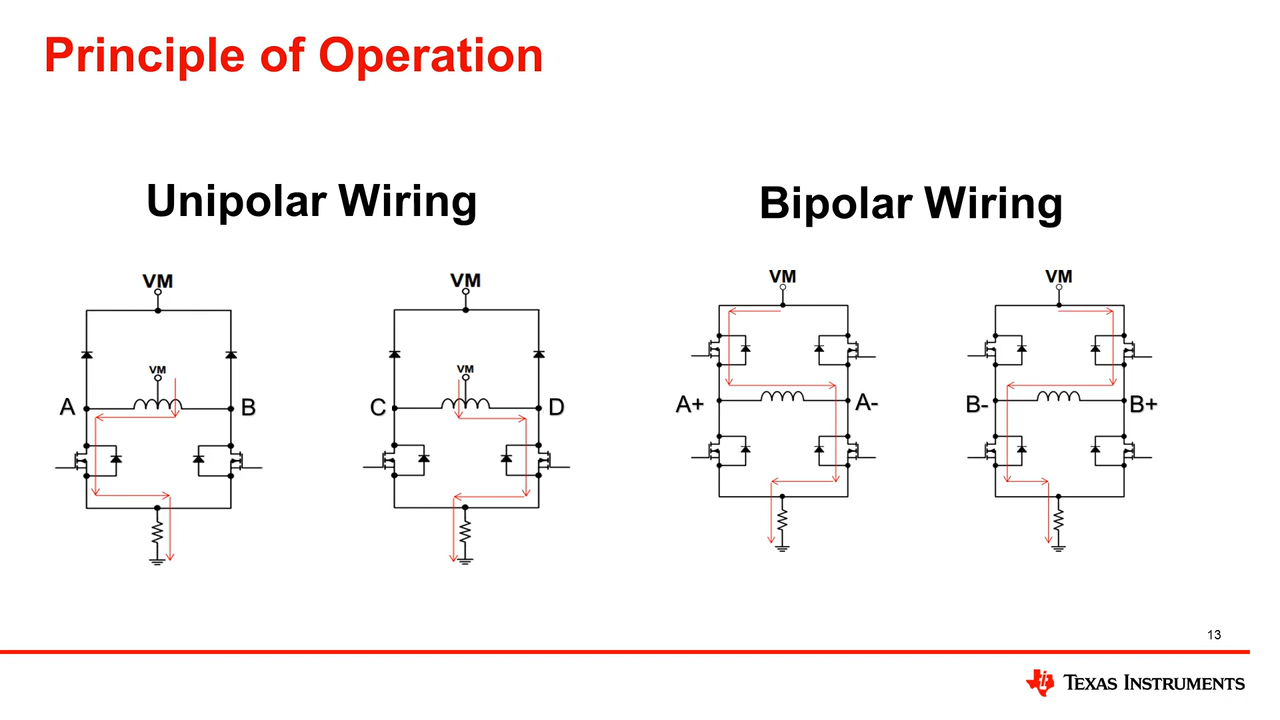 Principle of Operation
Unipolar Wiring
Bipolar Wiring
VM
VM
VM
VM
VM
VM
A
B
C
D
A+
A-
B-
B+
13
TEXAS INSTRUMENTS